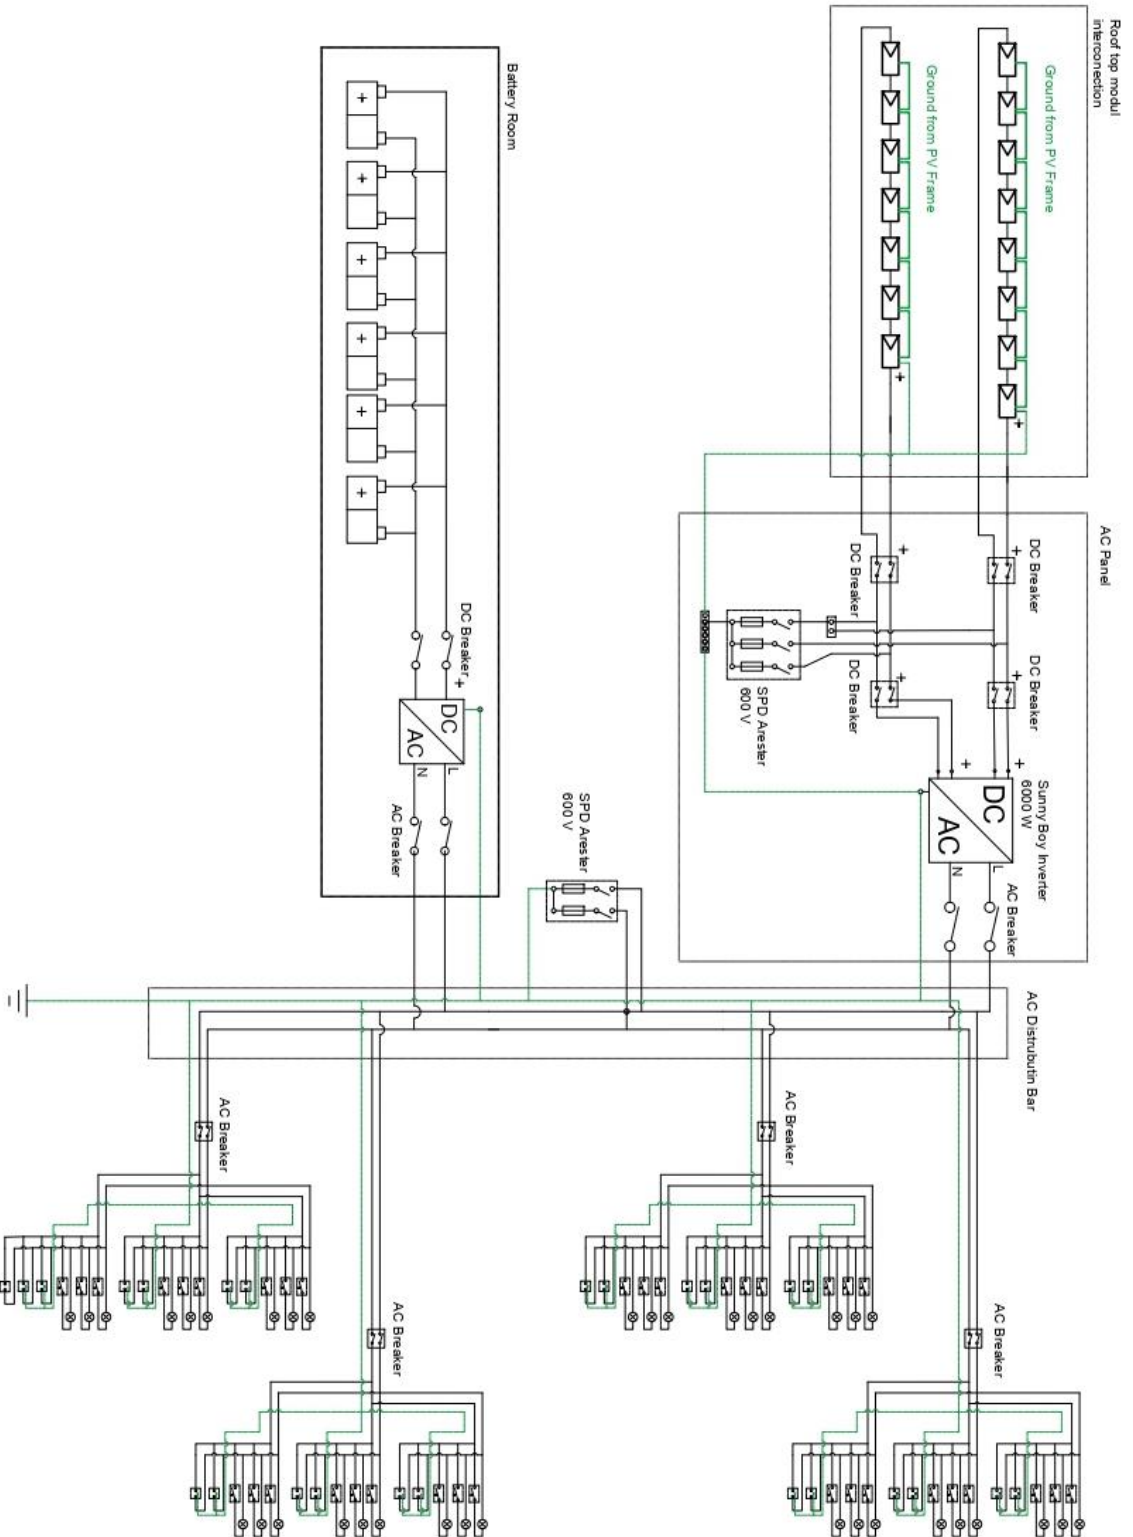 Roof top modul
interconection
Ground from PV Frame
Ground from PV Frame
+
+
AC Panel
DC Breaker
+
DC Breaker
+
DC Breaker
+
DC Breaker
+
SPD Arester
600 V
Sunny Boy Inverter
6000 W
+
+
DC
AC
L
N
AC Breaker
Battery Room
+
+
+
+
+
+
DC Breaker
+
DC
AC
L
N
AC Breaker
SPD Arester
600 V
AC Distrubutin Bar
AC Breaker
AC Breaker
AC Breaker
AC Breaker